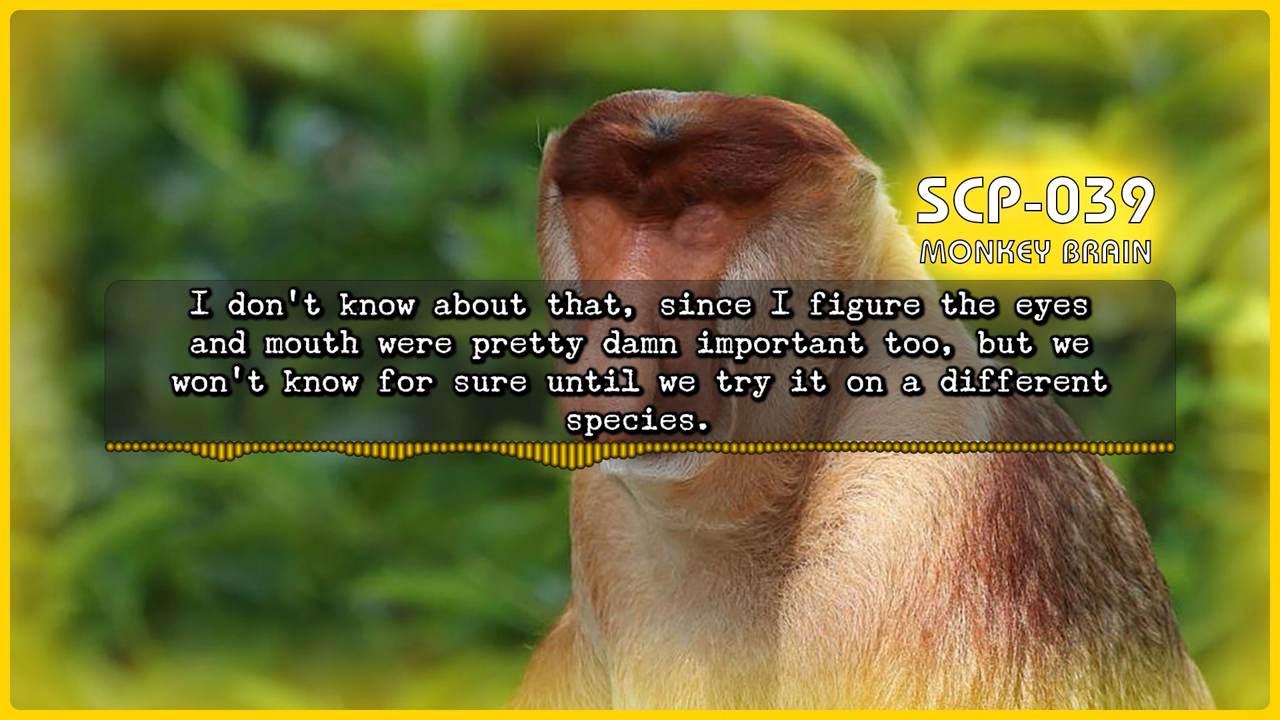 SCP-039
MONKEY BRAIN
I don't know about that, since I figure the eyes
and mouth were pretty damn important too, but we
won't know for sure until we try it on a different
species.